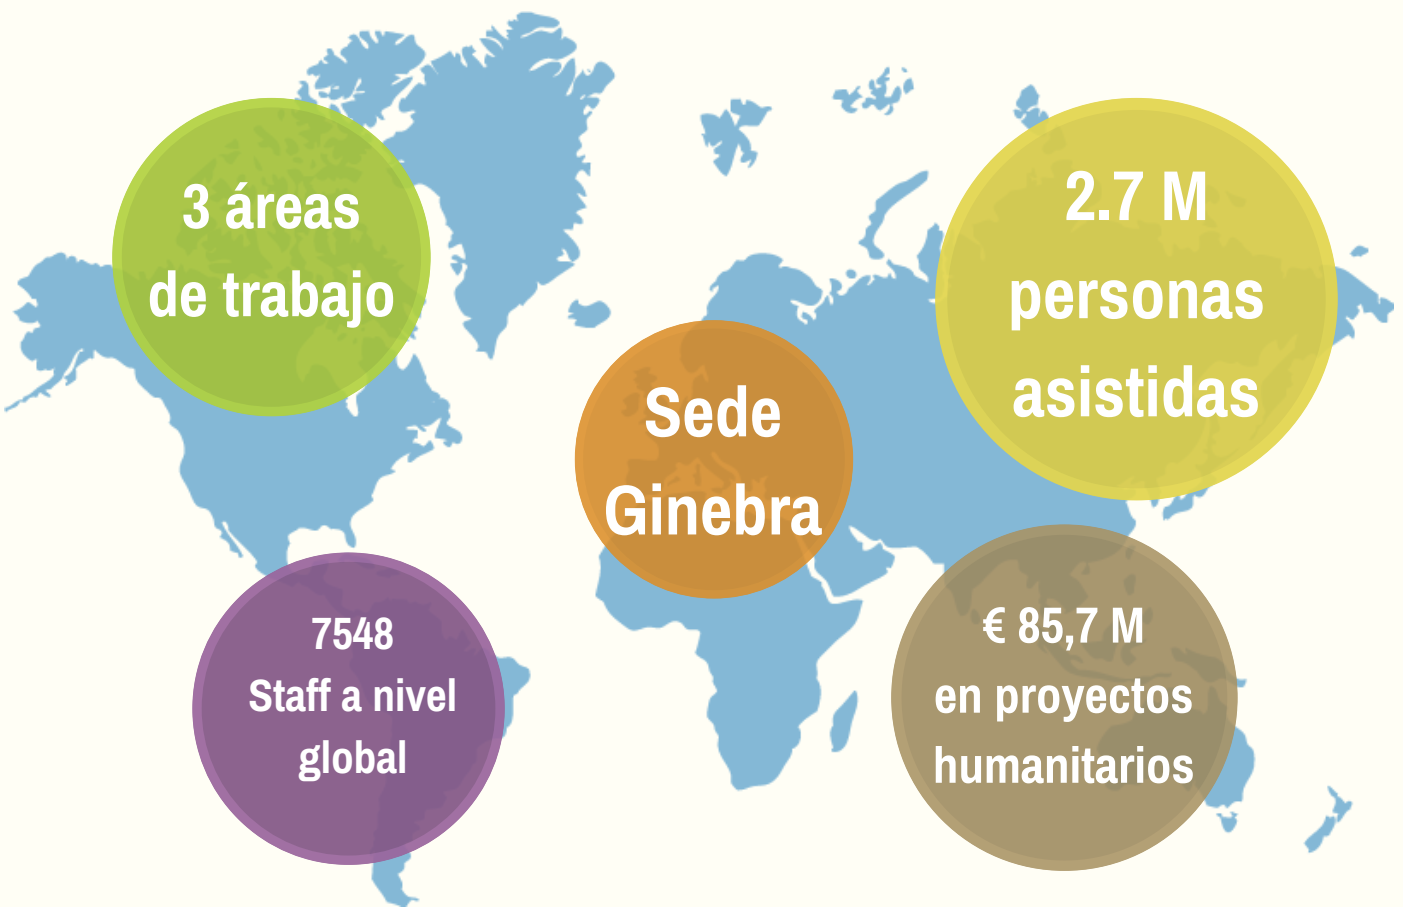 3 áreas
de trabajo
2.7 M
personas
asistidas
Sede
Ginebra
7548
Staff a nivel
global
€ 85,7 M
en proyectos
humanitarios